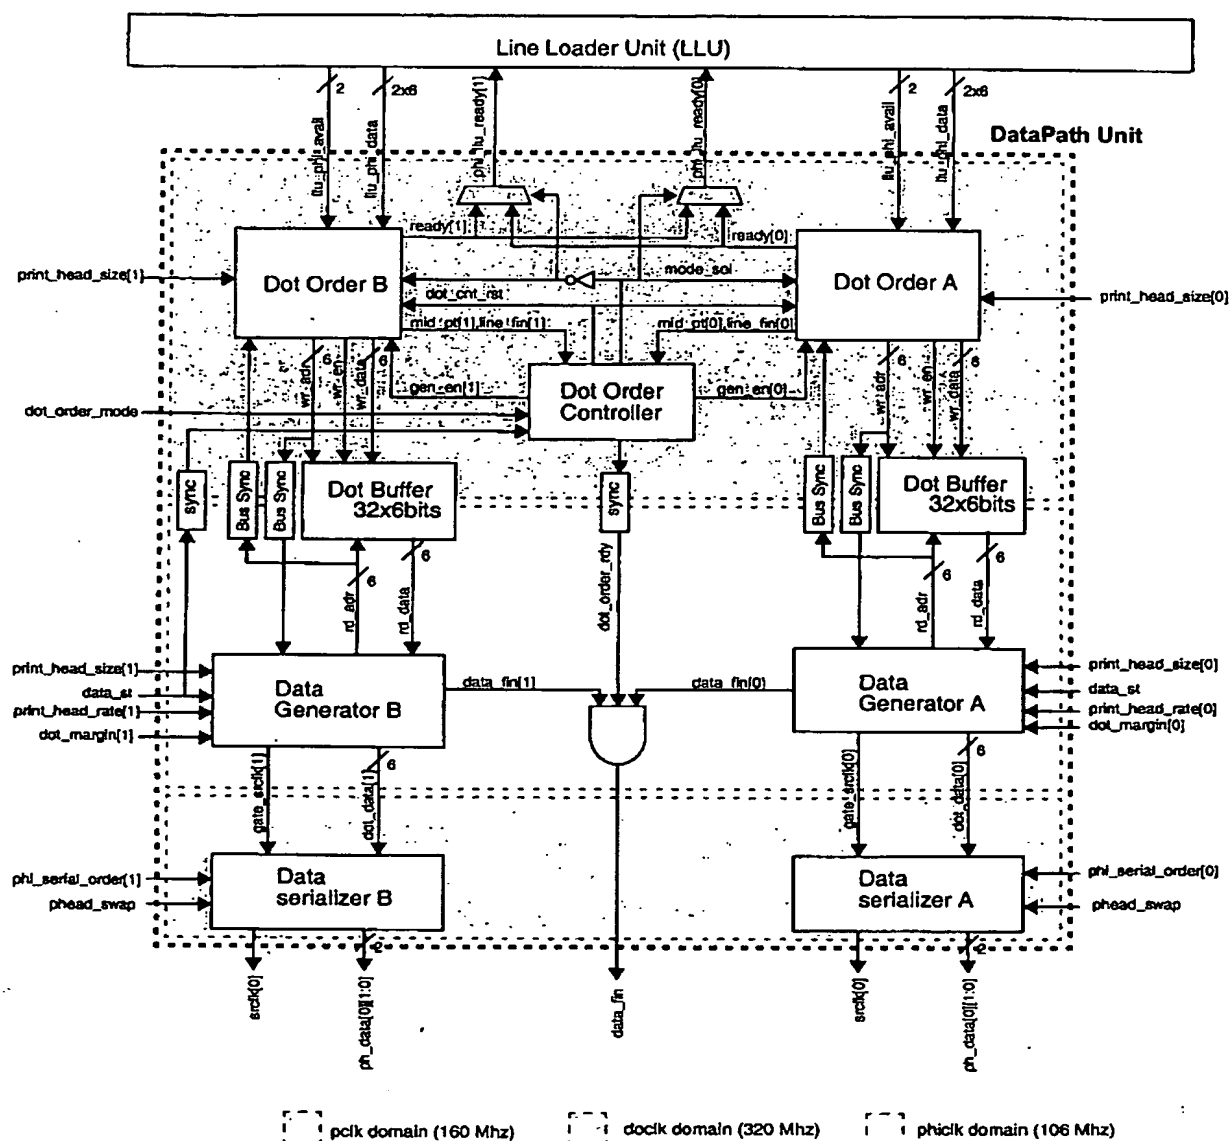 Line Loader Unit (LLU)
2
2x6
2
2x6
llu_phi_avail
llu_phi_data
phi_llu_ready[1]
phi_llu_ready[0]
llu_phi_avail
llu_phi_data
DataPath Unit
ready[1]
ready[0]
print_head_size[1]
Dot Order B
mode_sel
Dot Order A
dot_cnt_rst
print_head_size[0]
mid_pt[1],line_fin[1]
mid_pt[0],line_fin[0]
6
6
6
6
wr_adr
wr_en
wr_data
gen_en[1]
Dot Order
Controller
gen_en[0]
wr_adr
wr_en
wr_data
dot_order_mode
sync
Bus Sync
Bus Sync
Dot Buffer
32x6bits
sync
Bus Sync
Bus Sync
Dot Buffer
32x6bits
6
6
6
6
rd_adr
rd_data
dot_order_rdy
rd_adr
rd_data
print_head_size[1]
data_st
print_head_rate[1]
dot_margin[1]
Data
Generator B
data_fin[1]
data_fin[0]
Data
Generator A
print_head_size[0]
data_st
print_head_rate[0]
dot_margin[0]
6
6
gate_srclk[1]
dot_data[1]
gate_srclk[0]
dot_data[0]
phi_serial_order[1]
phead_swap
Data
serializer B
Data
serializer A
phi_serial_order[0]
phead_swap
2
2
srclk[0]
ph_data[0][1:0]
data_fin
srclk[0]
ph_data[0][1:0]
pclk domain (160 Mhz)
doclk domain (320 Mhz)
phiclk domain (106 Mhz)